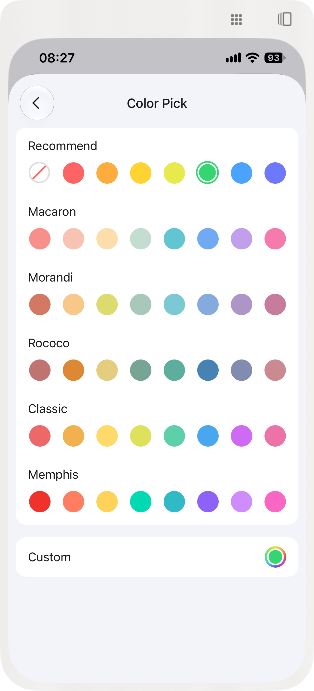 08:27
93
Color Pick
Recommend
Macaron
Morandi
Rococo
Classic
Memphis
Custom